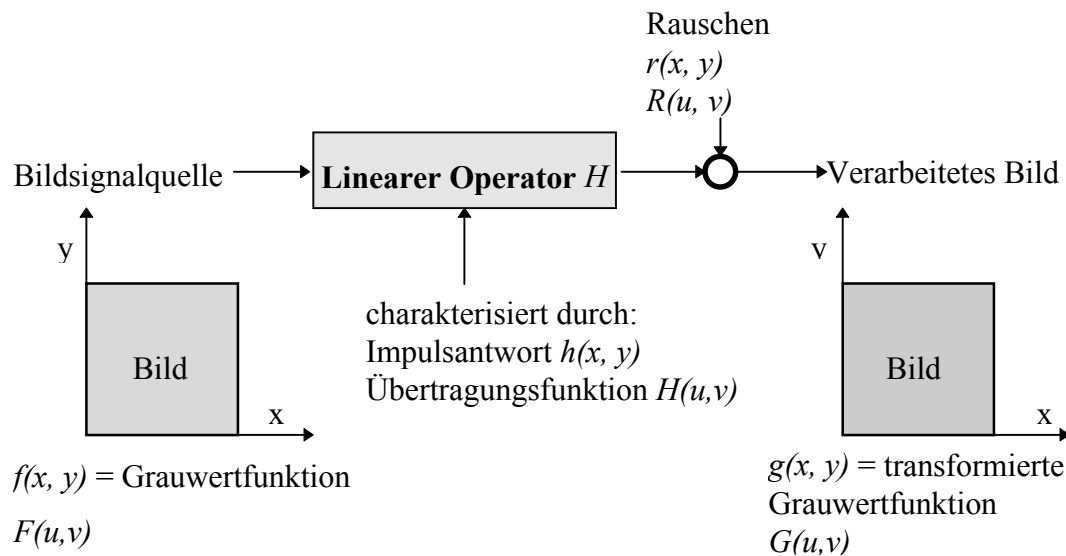 Rauschen
r(x, y)
R(u, v)
Bildsignalquelle
Linearer Operator H
Verarbeitetes Bild
y
Bild
x
charakterisiert durch:
Impulsantwort h(x, y)
Übertragungsfunktion H(u,v)
v
Bild
x
f(x, y) = Grauwertfunktion
F(u,v)
g(x, y) = transformierte
Grauwertfunktion
G(u,v)